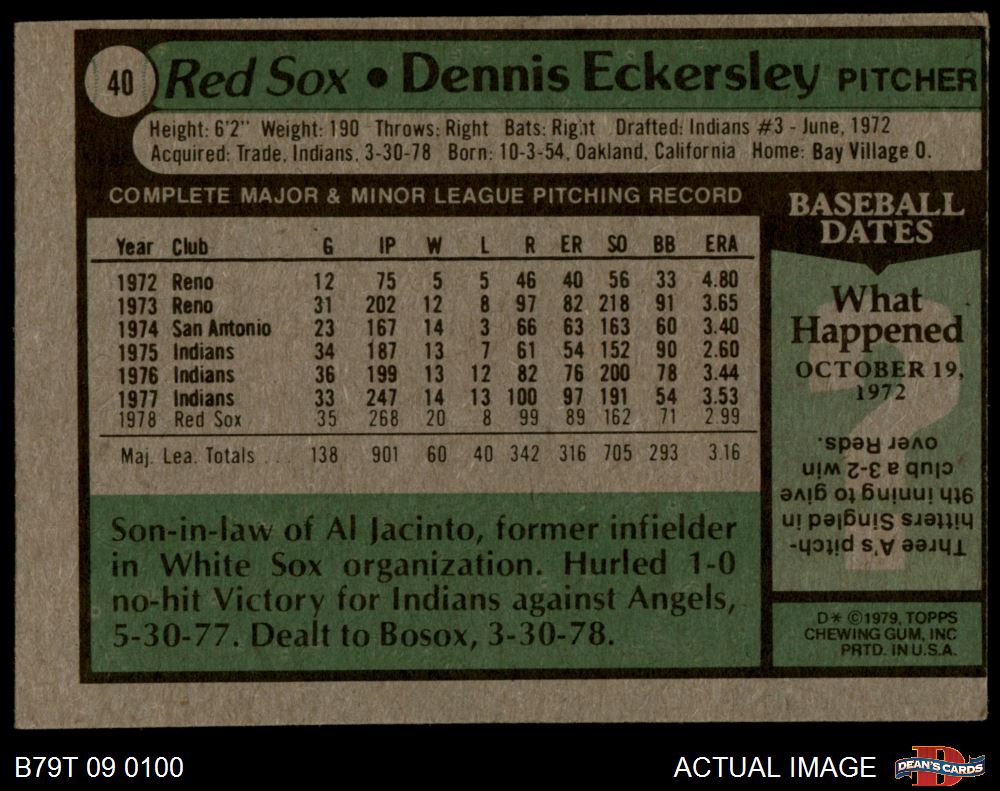 40 Red Sox • Dennis Eckersley PITCHER
Height: 6'2" Weight: 190 Throws: Right Bats: Right Drafted: Indians #3 - June, 1972
Acquired: Trade, Indians, 3-30-78 Born: 10-3-54, Oakland, California Home: Bay Village O.
COMPLETE MAJOR & MINOR LEAGUE PITCHING RECORD
Year Club G IP W L R ER SO BB ERA
1972 Reno 12 75 5 5 46 40 56 33 4.80
1973 Reno 31 202 12 8 97 82 218 91 3.65
1974 San Antonio 23 167 14 3 66 63 163 60 3.40
1975 Indians 34 187 13 7 61 54 152 90 2.60
1976 Indians 36 199 13 12 82 76 200 78 3.44
1977 Indians 33 247 14 13 100 97 191 54 3.53
1978 Red Sox 35 268 20 8 99 89 162 71 2.99
Maj. Lea. Totals ... 138 901 60 40 342 316 705 293 3.16
Son-in-law of Al Jacinto, former infielder
in White Sox organization. Hurled 1-0
no-hit Victory for Indians against Angels,
5-30-77. Dealt to Bosox, 3-30-78.
BASEBALL
DATES
What
Happened
OCTOBER 19,
1972
?
Three A's pitch-
hitters Singled in
9th inning to give
club a 3-2 win
over Reds.
D* ©1979, TOPPS
CHEWING GUM, INC
PRTD. IN U.S.A.
B79T 09 0100
ACTUAL IMAGE
DEAN'S CARDS